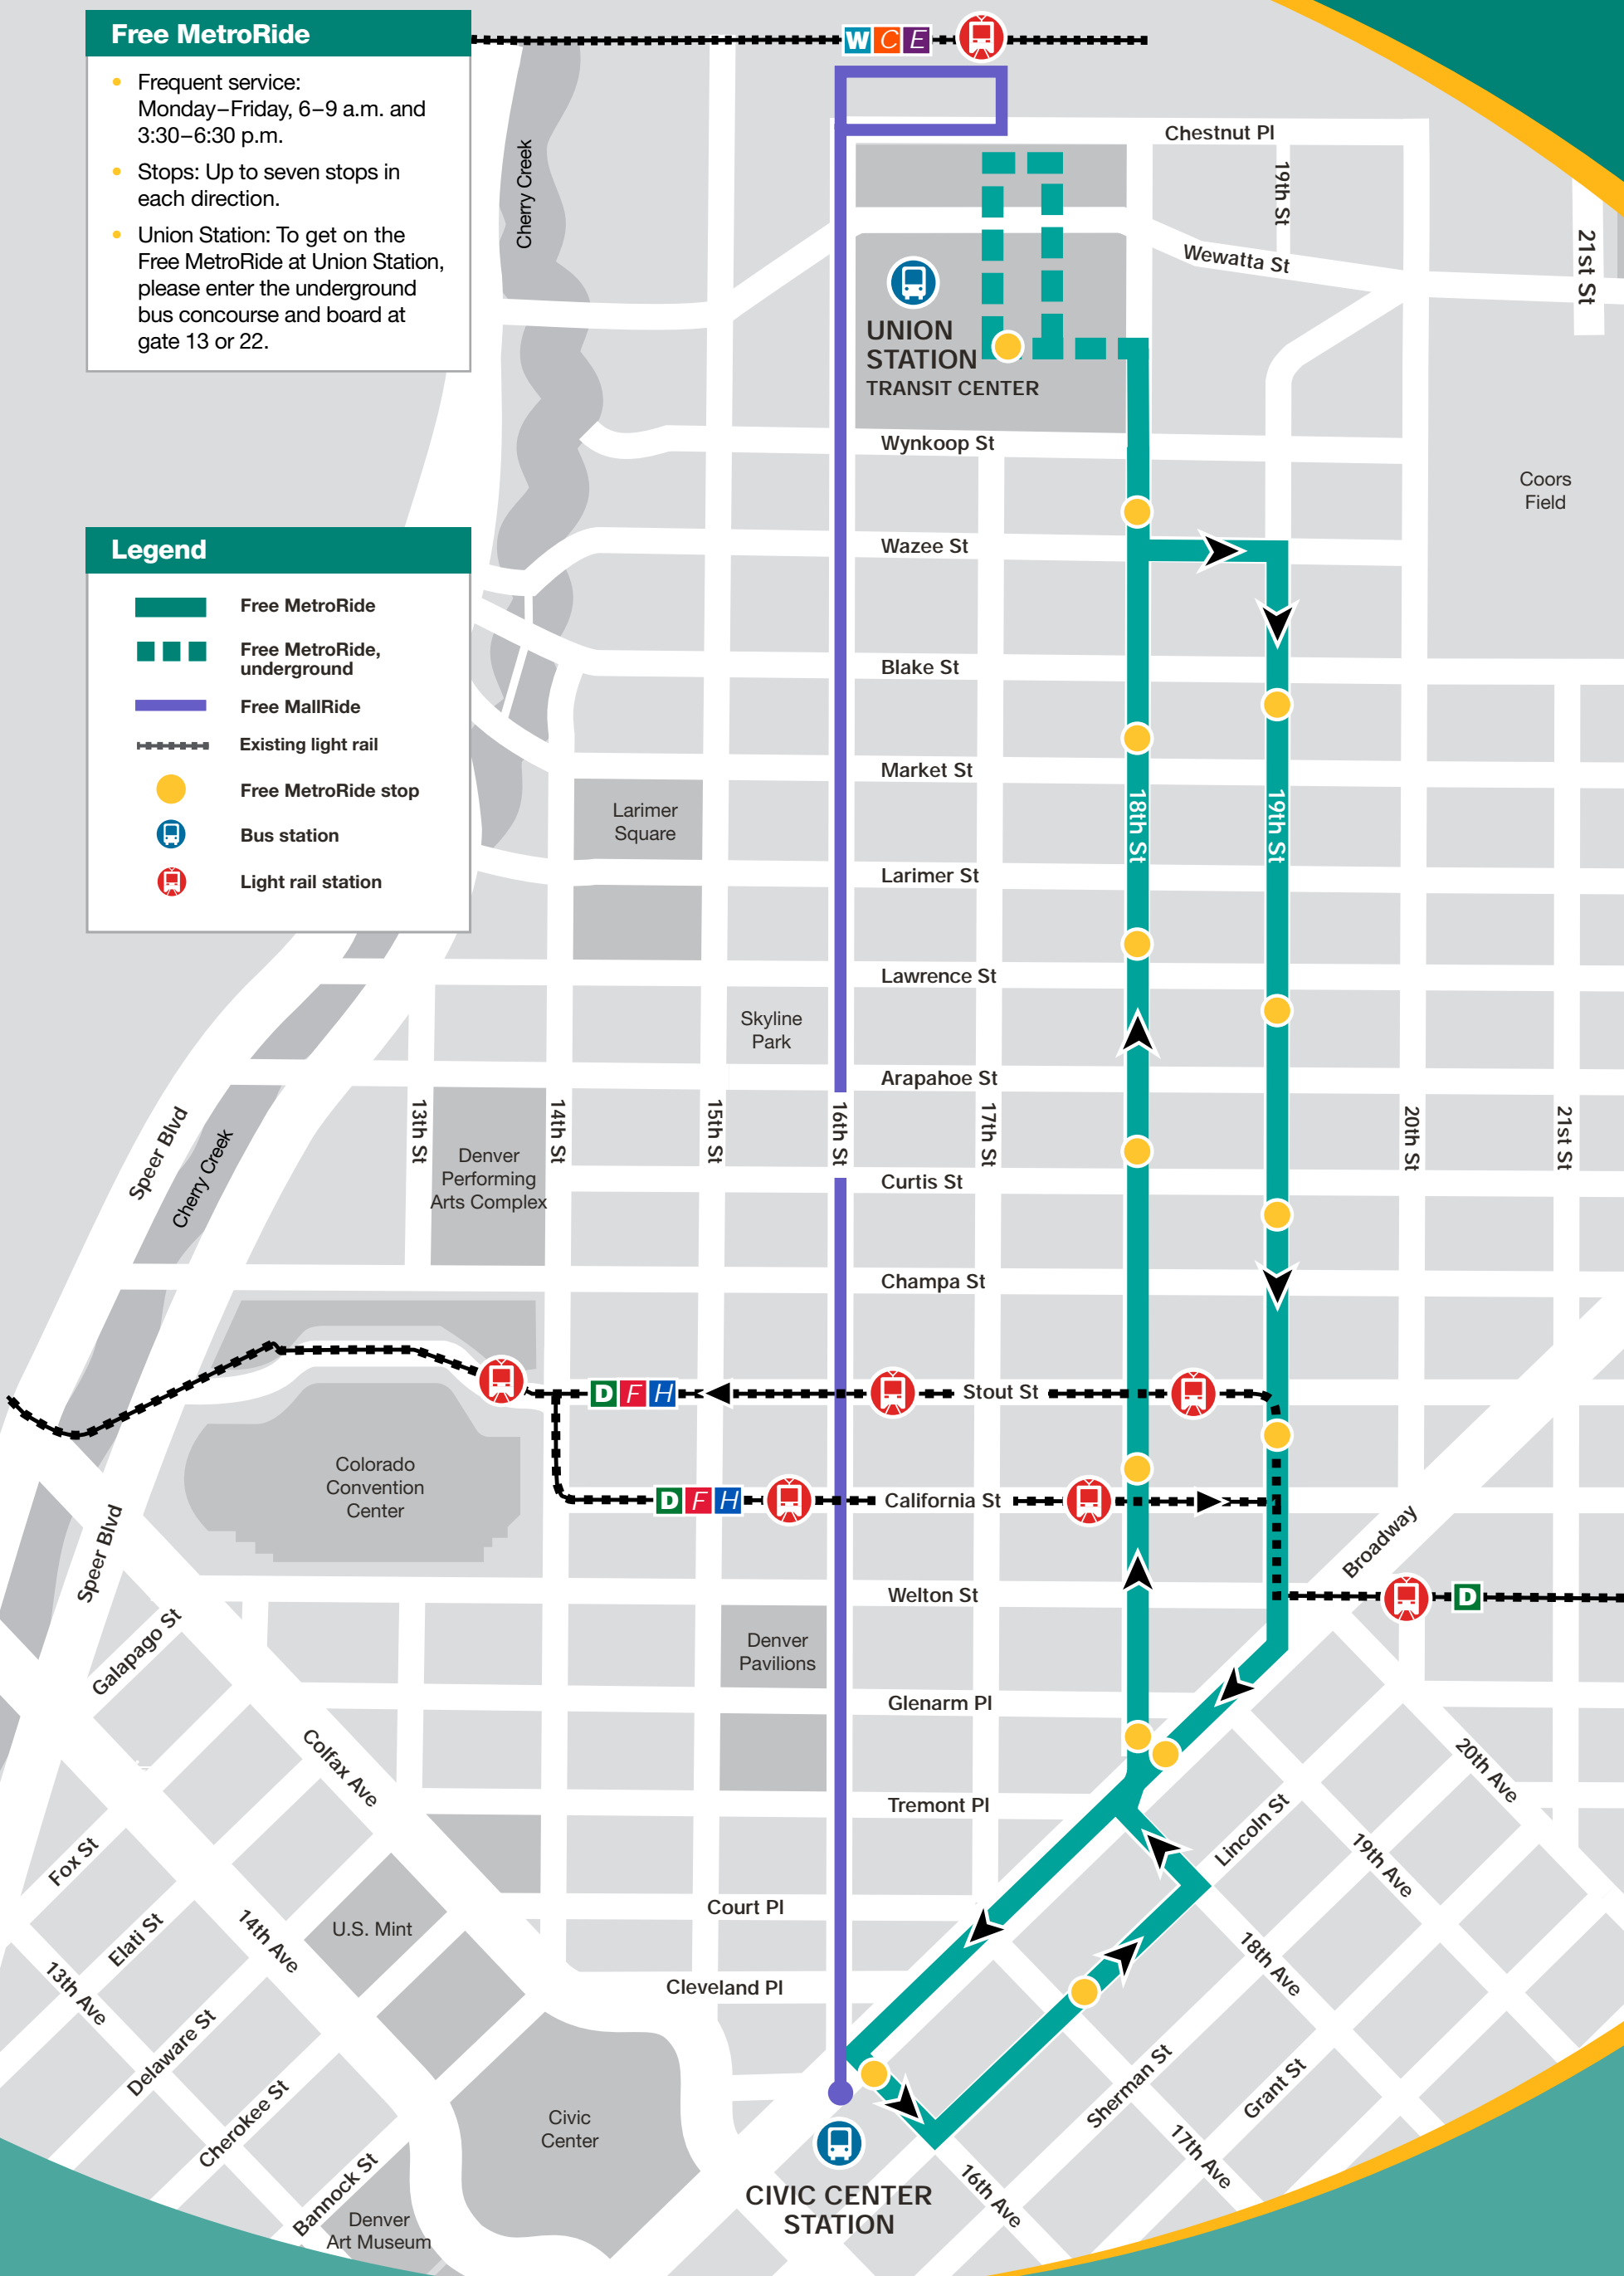 Free MetroRide
• Frequent service:
Monday–Friday, 6–9 a.m. and
3:30–6:30 p.m.
• Stops: Up to seven stops in
each direction.
• Union Station: To get on the
Free MetroRide at Union Station,
please enter the underground
bus concourse and board at
gate 13 or 22.
W C E
Chestnut Pl
Cherry Creek
19th St
21st St
Wewatta St
UNION
STATION
TRANSIT CENTER
Wynkoop St
Coors
Field
Legend
Free MetroRide
Free MetroRide,
underground
Free MallRide
Existing light rail
Free MetroRide stop
Bus station
Light rail station
Wazee St
Blake St
Market St
Larimer
Square
18th St
19th St
Larimer St
Lawrence St
Skyline
Park
Arapahoe St
13th St
14th St
15th St
16th St
17th St
20th St
21st St
Speer Blvd
Cherry Creek
Denver
Performing
Arts Complex
Curtis St
Champa St
D F H
Stout St
Colorado
Convention
Center
D F H
California St
Speer Blvd
Broadway
Welton St
D
Galapago St
Denver
Pavilions
Glenarm Pl
Colfax Ave
20th Ave
Tremont Pl
Lincoln St
19th Ave
Fox St
Court Pl
U.S. Mint
Elati St
14th Ave
18th Ave
13th Ave
Cleveland Pl
Delaware St
Sherman St
Grant St
Cherokee St
Civic
Center
17th Ave
Bannock St
16th Ave
CIVIC CENTER
STATION
Denver
Art Museum